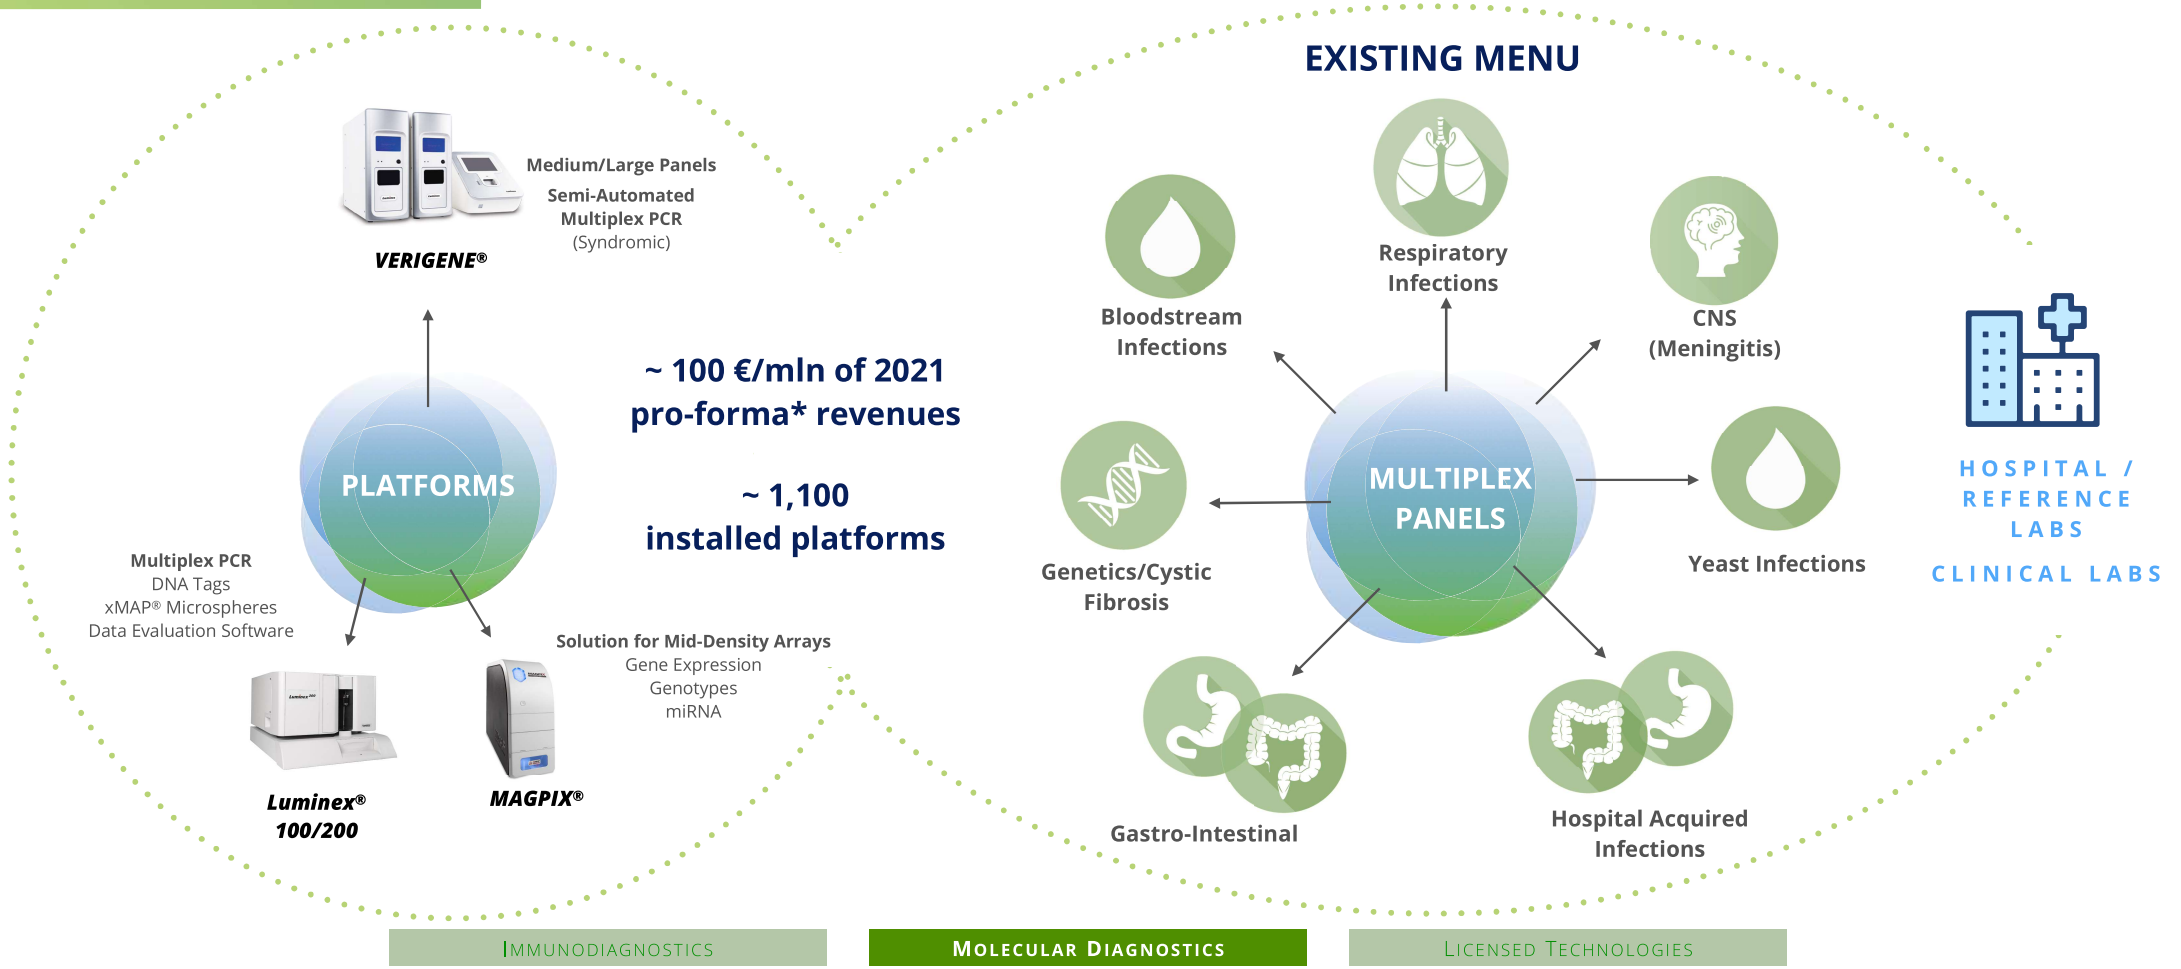 EXISTING MENU
Medium/Large Panels
Semi-Automated
Multiplex PCR
(Syndromic)
VERIGENE®
PLATFORMS
~ 100 €/mln of 2021
pro-forma* revenues
~ 1,100
installed platforms
Multiplex PCR
DNA Tags
xMAP® Microspheres
Data Evaluation Software
Solution for Mid-Density Arrays
Gene Expression
Genotypes
miRNA
Luminex 200
Luminex®
100/200
MAGPIX®
Respiratory
Infections
Bloodstream
Infections
CNS
(Meningitis)
MULTIPLEX
PANELS
Genetics/Cystic
Fibrosis
Yeast Infections
Gastro-Intestinal
Hospital Acquired
Infections
HOSPITAL /
REFERENCE
LABS
CLINICAL LABS
IMMUNODIAGNOSTICS
MOLECULAR DIAGNOSTICS
LICENSED TECHNOLOGIES